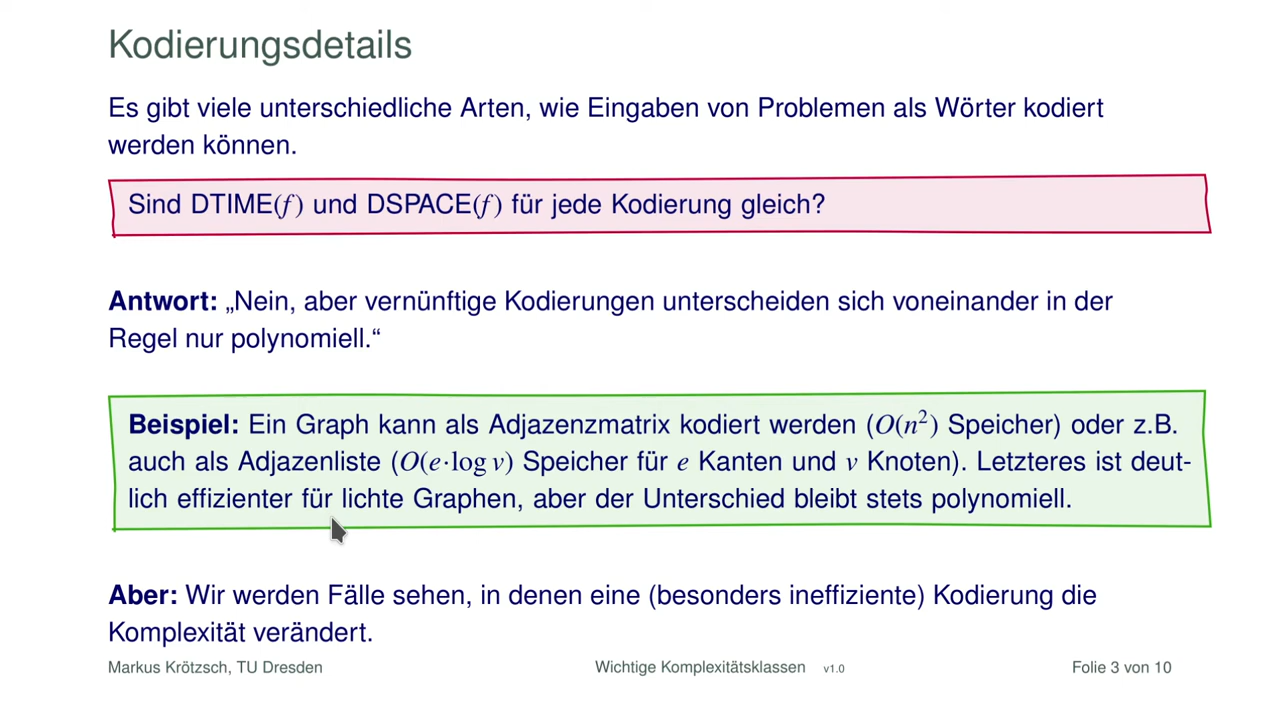 Kodierungsdetails
Es gibt viele unterschiedliche Arten, wie Eingaben von Problemen als Wörter kodiert
werden können.
Sind DTIME(f) und DSPACE(f) für jede Kodierung gleich?
Antwort: „Nein, aber vernünftige Kodierungen unterscheiden sich voneinander in der
Regel nur polynomiell.“
Beispiel: Ein Graph kann als Adjazenzmatrix kodiert werden (O(n²) Speicher) oder z.B.
auch als Adjazenliste (O(e·log v) Speicher für e Kanten und v Knoten). Letzteres ist deut-
lich effizienter für lichte Graphen, aber der Unterschied bleibt stets polynomiell.
Aber: Wir werden Fälle sehen, in denen eine (besonders ineffiziente) Kodierung die
Komplexität verändert.
Markus Krötzsch, TU Dresden Wichtige Komplexitätsklassen v1.0 Folie 3 von 10